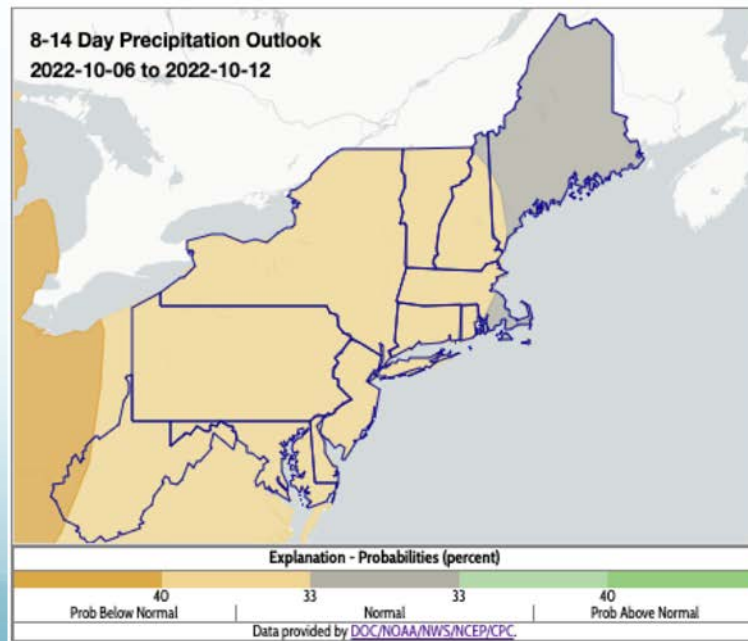 8-14 Day Precipitation Outlook
2022-10-06 to 2022-10-12
Explanation - Probabilities (percent)
40 33 33 40
Prob Below Normal | Normal | Prob Above Normal
Data provided by DOC/NOAA/NWS/NCEP/CPC.